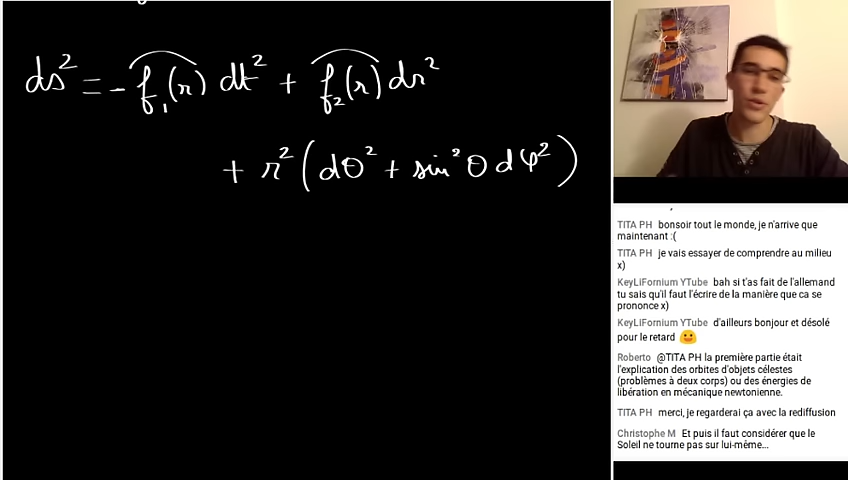 ds² = - f₁(r) dt² + f₂(r) dr²
+ r² (dθ² + sin² θ dφ²)
TITA PH bonsoir tout le monde, je n'arrive que
maintenant :(
TITA PH je vais essayer de comprendre au milieu
x)
KeyLiFornium YTube bah si t'as fait de l'allemand
tu sais qu'il faut l'écrire de la manière que ca se
prononce x)
KeyLiFornium YTube d'ailleurs bonjour et désolé
pour le retard
Roberto @TITA PH la première partie était
l'explication des orbites d'objets célestes
(problèmes à deux corps) ou des énergies de
libération en mécanique newtonienne.
TITA PH merci, je regarderai ça avec la rediffusion
Christophe M Et puis il faut considérer que le
Soleil ne tourne pas sur lui-même...